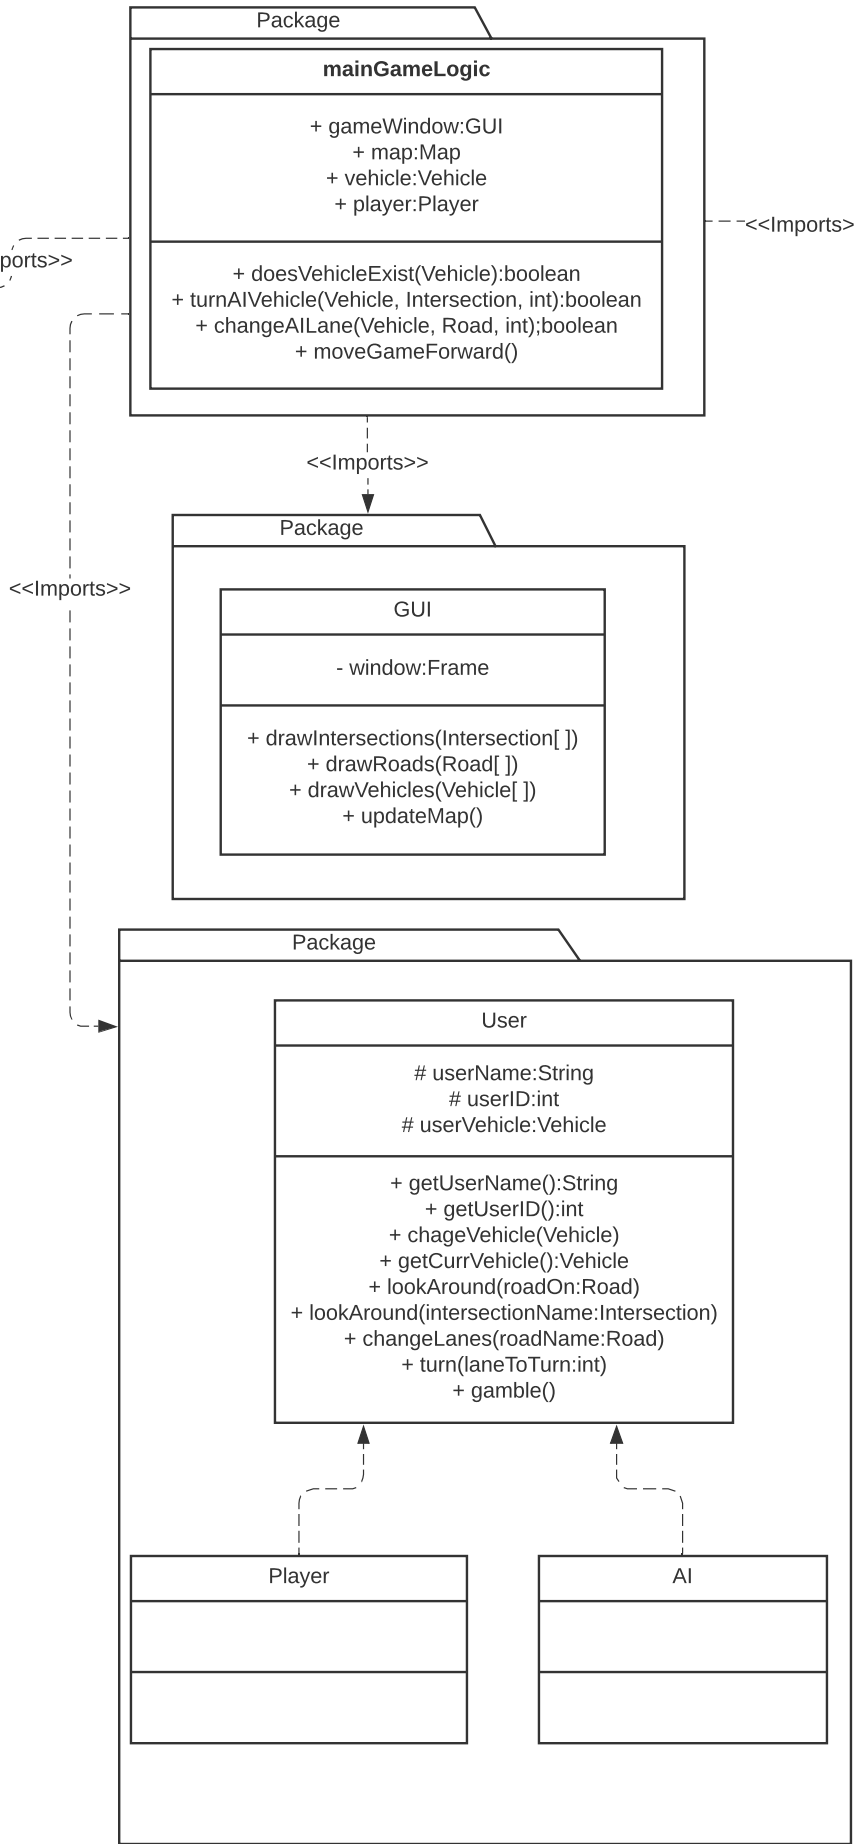 Package
mainGameLogic
+ gameWindow:GUI
+ map:Map
+ vehicle:Vehicle
+ player:Player
+ doesVehicleExist(Vehicle):boolean
+ turnAIVehicle(Vehicle, Intersection, int):boolean
+ changeAILane(Vehicle, Road, int);boolean
+ moveGameForward()
<<Imports>
ports>>
<<Imports>>
<<Imports>>
Package
GUI
- window:Frame
+ drawIntersections(Intersection[ ])
+ drawRoads(Road[ ])
+ drawVehicles(Vehicle[ ])
+ updateMap()
Package
User
# userName:String
# userID:int
# userVehicle:Vehicle
+ getUserName():String
+ getUserID():int
+ chageVehicle(Vehicle)
+ getCurrVehicle():Vehicle
+ lookAround(roadOn:Road)
+ lookAround(intersectionName:Intersection)
+ changeLanes(roadName:Road)
+ turn(laneToTurn:int)
+ gamble()
Player
AI